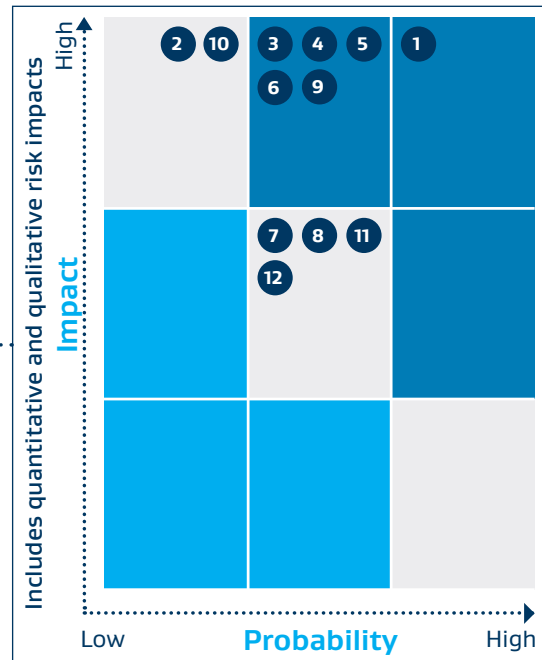 High
Includes quantitative and qualitative risk impacts
Impact
2 10 3 4 5 1
6 9
7 8 11
12
Low Probability High